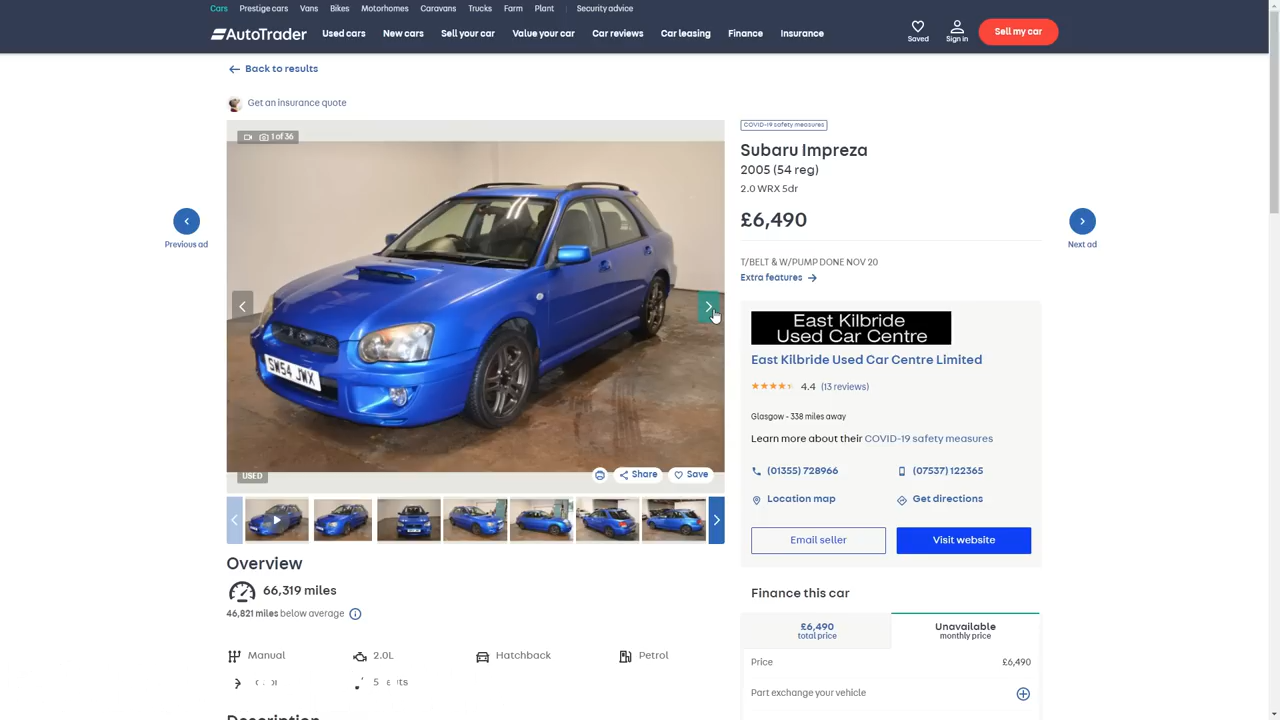 Cars Prestige cars Vans Bikes Motorhomes Caravans Trucks Farm Plant Security advice
AutoTrader Used cars New cars Sell your car Value your car Car reviews Car leasing Finance Insurance Saved Sign in Sell my car
Back to results
Get an insurance quote
1 of 36
SW54 JWX
USED
Share Save
Previous ad
Next ad
COVID-19 safety measures
Subaru Impreza
2005 (54 reg)
2.0 WRX 5dr
£6,490
T/BELT & W/PUMP DONE NOV 20
Extra features
East Kilbride
Used Car Centre
East Kilbride Used Car Centre Limited
4.4 (13 reviews)
Glasgow - 338 miles away
Learn more about their COVID-19 safety measures
(01355) 728966 (07537) 122365
Location map Get directions
Email seller Visit website
Overview
66,319 miles
46,821 miles below average
Manual 2.0L Hatchback Petrol
5
Description
Finance this car
£6,490 Unavailable
total price monthly price
Price £6,490
Part exchange your vehicle